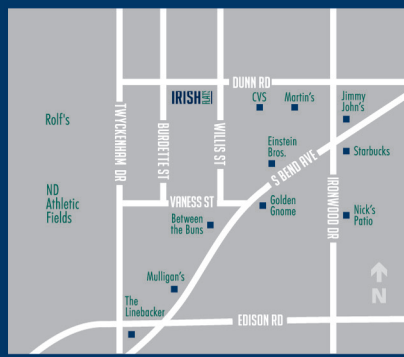 DUNN RD
IRISH FLATS
CVS
Martin's
Jimmy
John's
Rolf's
TWYCKENHAM DR
BURDETTE ST
WILLIS ST
Einstein
Bros.
S BEND AVE
Starbucks
IRONWOOD DR
ND
Athletic
Fields
VANESS ST
Golden
Gnome
Nick's
Patio
Between
the Buns
Mulligan's
N
The
Linebacker
EDISON RD